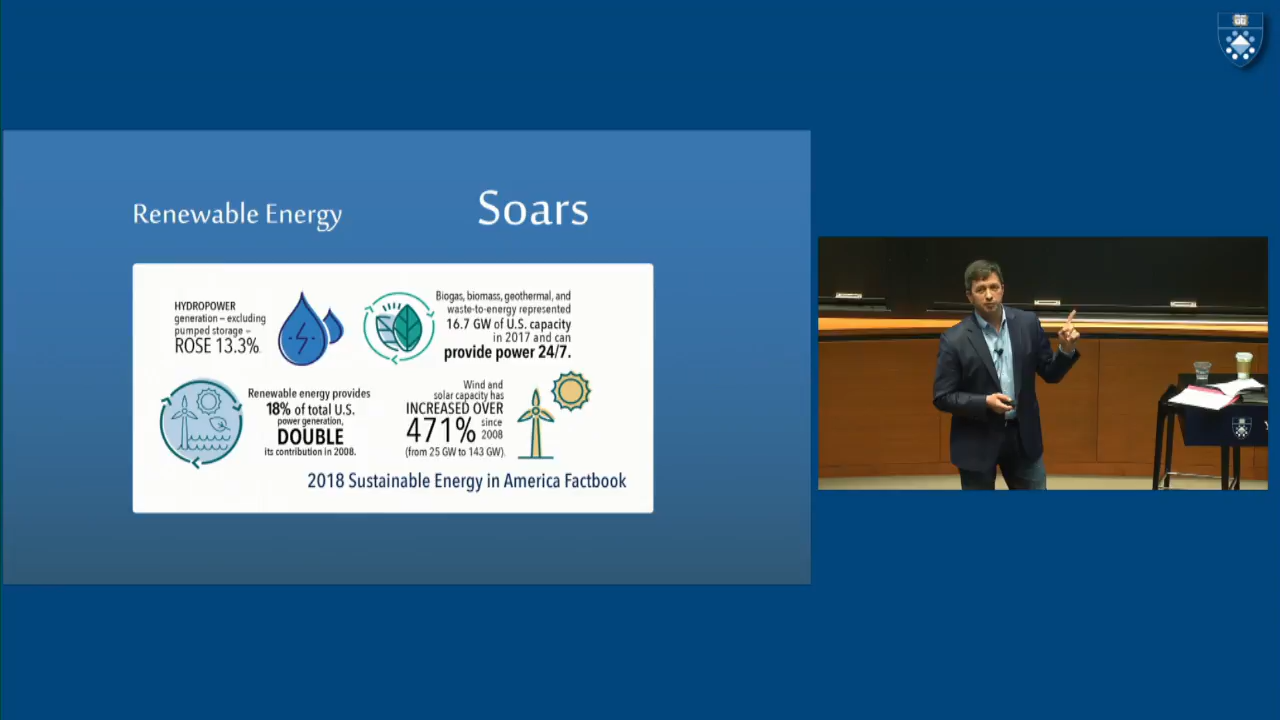 Renewable Energy
Soars
HYDROPOWER
generation – excluding
pumped storage –
ROSE 13.3%.
Biogas, biomass, geothermal, and
waste-to-energy represented
16.7 GW of U.S. capacity
in 2017 and can
provide power 24/7.
Renewable energy provides
18% of total U.S.
power generation,
DOUBLE
its contribution in 2008.
Wind and
solar capacity has
INCREASED OVER
471% since
2008
(from 25 GW to 143 GW).
2018 Sustainable Energy in America Factbook